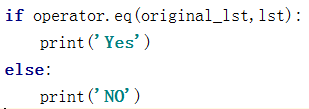 if operator.eq(original_lst,lst):
    print('Yes')
else:
    print('NO')